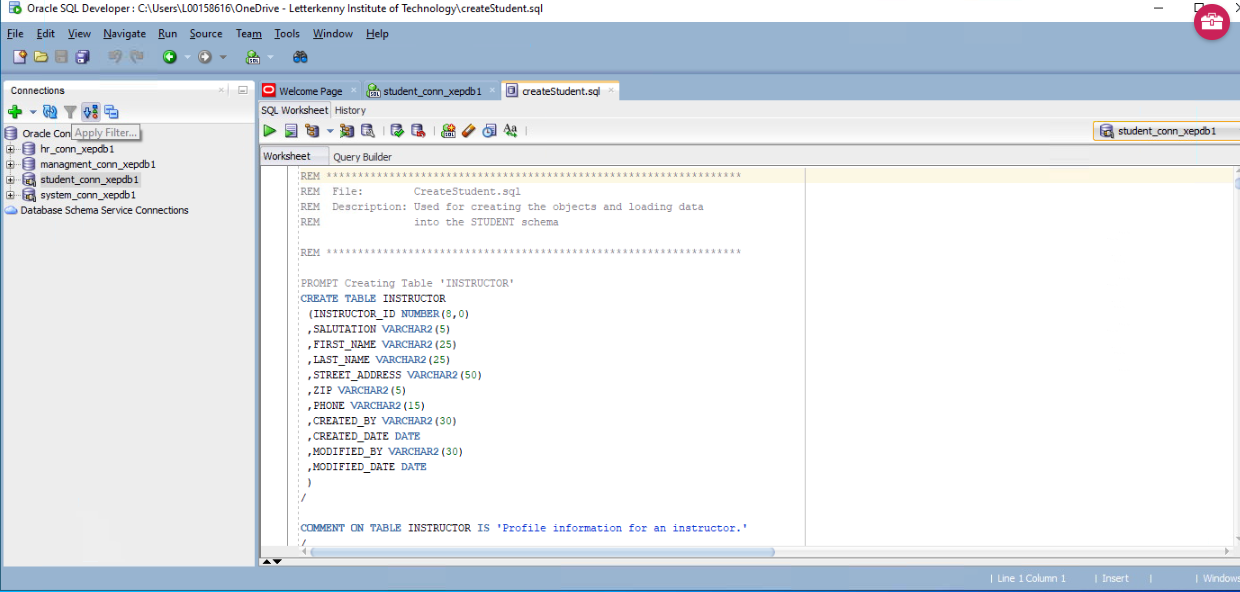 Oracle SQL Developer : C:\Users\L00158616\OneDrive - Letterkenny Institute of Technology\createStudent.sql
File Edit View Navigate Run Source Team Tools Window Help
Connections
Oracle Con
Apply Filter...
hr_conn_xepdb1
managment_conn_xepdb1
student_conn_xepdb1
system_conn_xepdb1
Database Schema Service Connections
Welcome Page
student_conn_xepdb1
createStudent.sql
SQL Worksheet History
student_conn_xepdb1
Worksheet Query Builder
REM ******************************************************************
REM  File:        CreateStudent.sql
REM  Description: Used for creating the objects and loading data
REM               into the STUDENT schema
REM ******************************************************************
PROMPT Creating Table 'INSTRUCTOR'
CREATE TABLE INSTRUCTOR
(INSTRUCTOR_ID NUMBER(8,0)
,SALUTATION VARCHAR2(5)
,FIRST_NAME VARCHAR2(25)
,LAST_NAME VARCHAR2(25)
,STREET_ADDRESS VARCHAR2(50)
,ZIP VARCHAR2(5)
,PHONE VARCHAR2(15)
,CREATED_BY VARCHAR2(30)
,CREATED_DATE DATE
,MODIFIED_BY VARCHAR2(30)
,MODIFIED_DATE DATE
)
/
COMMENT ON TABLE INSTRUCTOR IS 'Profile information for an instructor.'
/
Line 1 Column 1 | Insert | | Windows